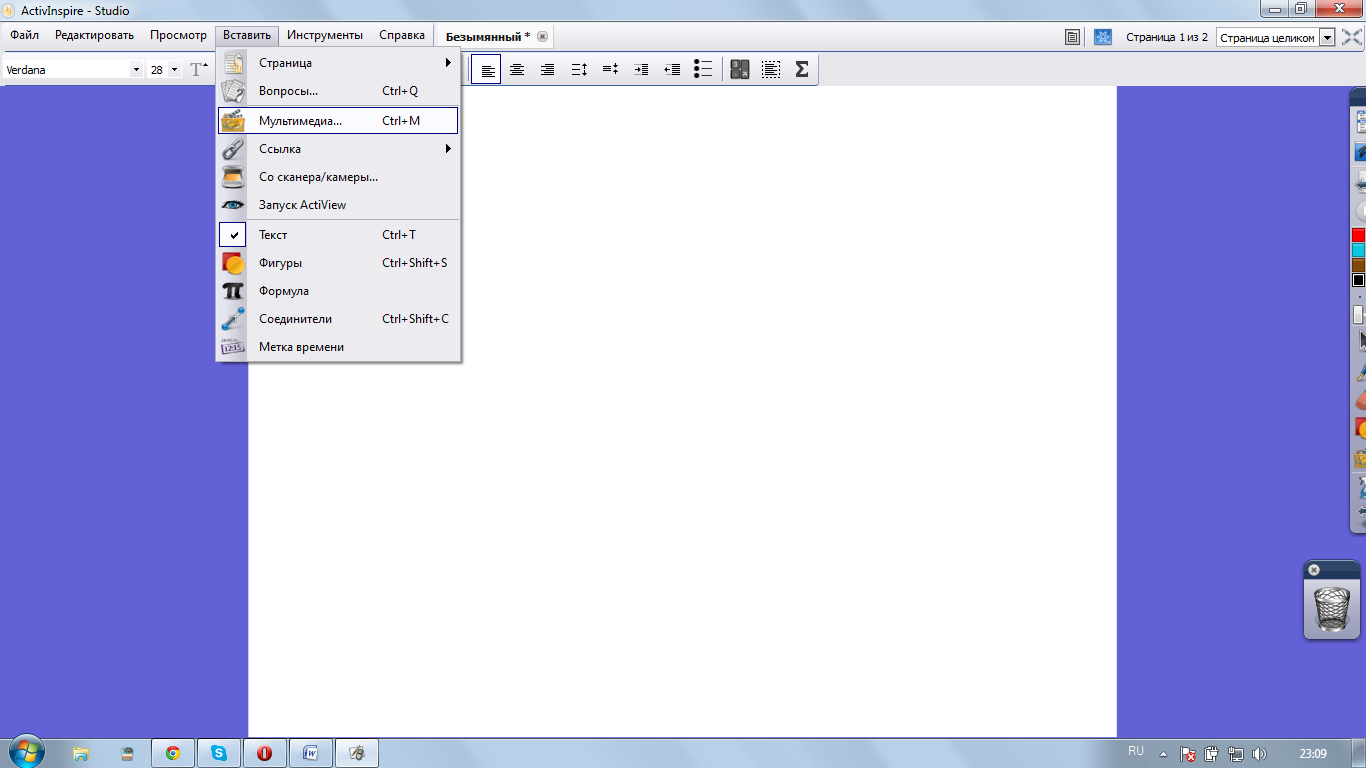 ActivInspire - Studio
Файл Редактировать Просмотр Вставить Инструменты Справка Безымянный * Страница 1 из 2 Страница целиком
Verdana 28 T
Страница
Вопросы... Ctrl+Q
Мультимедиа... Ctrl+M
Ссылка
Со сканера/камеры...
Запуск ActiView
Текст Ctrl+T
Фигуры Ctrl+Shift+S
Формула
Соединители Ctrl+Shift+C
Метка времени
RU 23:09